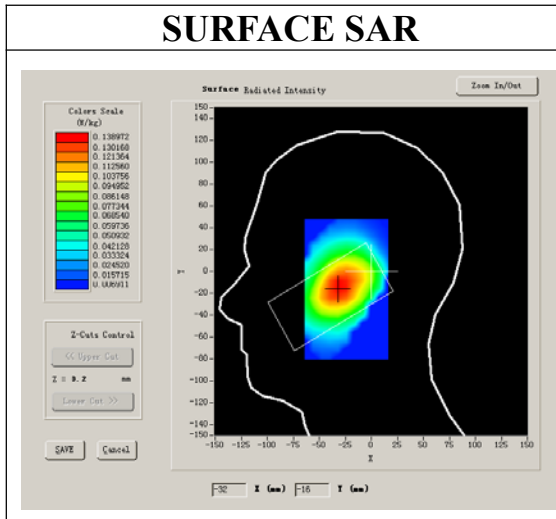 SURFACE SAR
Surface Radiated Intensity
Zoom In/Out
Colors Scale
(W/kg)
0.138972
0.130168
0.121364
0.112560
0.103756
0.094952
0.086148
0.077344
0.068540
0.059736
0.050932
0.042128
0.033324
0.024520
0.015715
0.006911
Z-Cuts Control
<< Upper Cut
Z = 3.2 mm
Lower Cut >>
SAVE
Cancel
150
140
120
100
80
60
40
20
0
-20
-40
-60
-80
-100
-120
-140
-150
Y
-150 -125 -100 -75 -50 -25 0 25 50 75 100 125 150
X
-32 X (mm) -16 Y (mm)